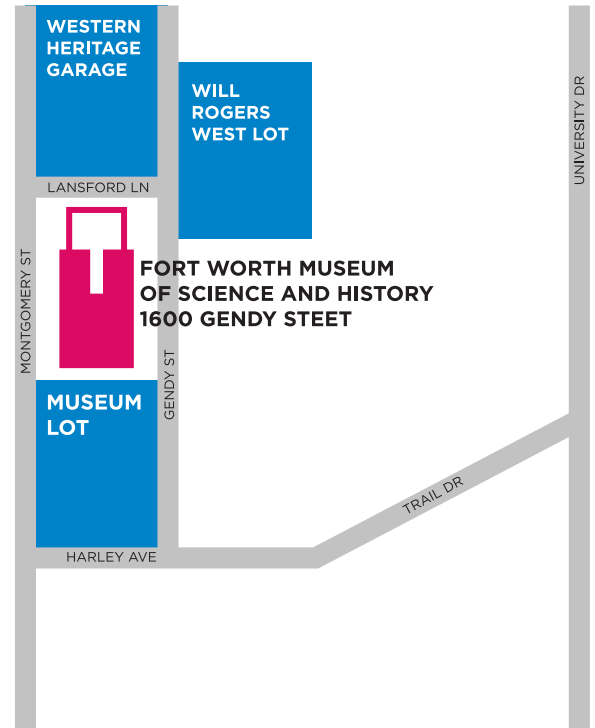 WESTERN
HERITAGE
GARAGE
WILL
ROGERS
WEST LOT
UNIVERSITY DR
LANSFORD LN
MONTGOMERY ST
FORT WORTH MUSEUM
OF SCIENCE AND HISTORY
1600 GENDY STEET
GENDY ST
MUSEUM
LOT
TRAIL DR
HARLEY AVE